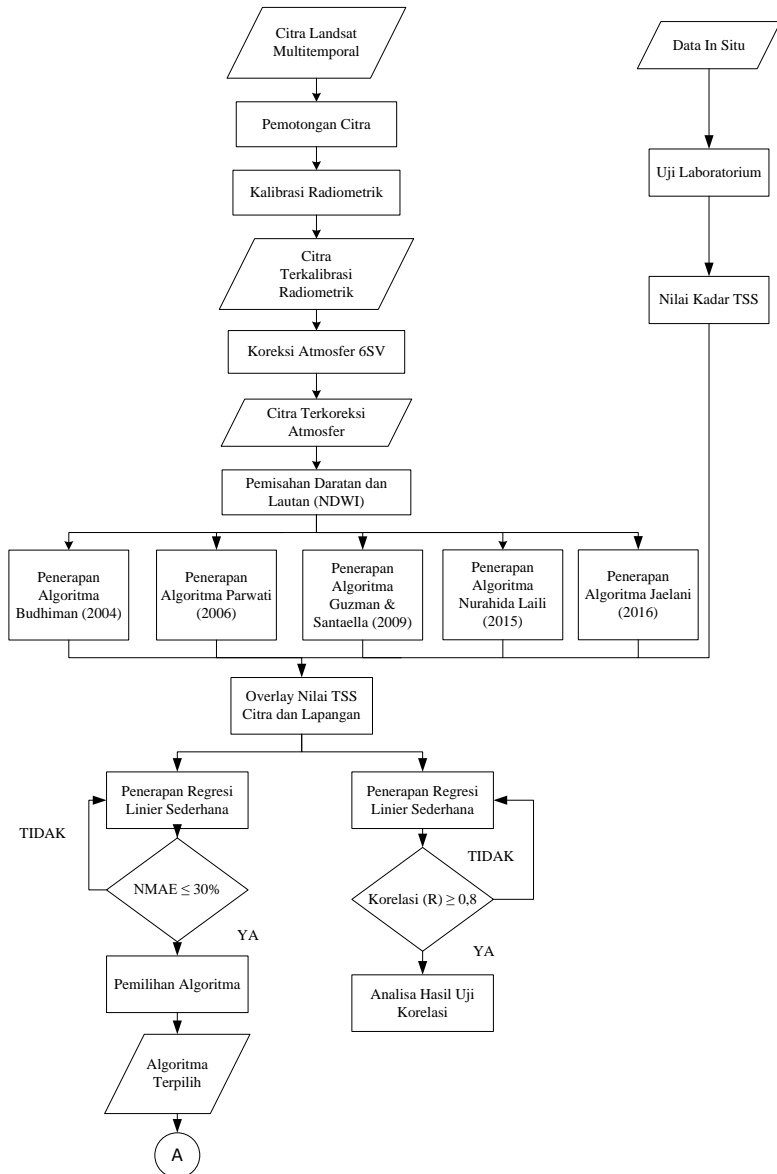 Citra Landsat
Multitemporal
Data In Situ
Pemotongan Citra
Uji Laboratorium
Kalibrasi Radiometrik
Citra
Terkalibrasi
Radiometrik
Nilai Kadar TSS
Koreksi Atmosfer 6SV
Citra Terkoreksi
Atmosfer
Pemisahan Daratan dan
Lautan (NDWI)
Penerapan
Algoritma
Budhiman (2004)
Penerapan
Algoritma Parwati
(2006)
Penerapan
Algoritma
Guzman &
Santaella (2009)
Penerapan
Algoritma
Nurahida Laili
(2015)
Penerapan
Algoritma Jaelani
(2016)
Overlay Nilai TSS
Citra dan Lapangan
Penerapan Regresi
Linier Sederhana
Penerapan Regresi
Linier Sederhana
TIDAK
TIDAK
NMAE ≤ 30%
Korelasi (R) ≥ 0,8
YA
YA
Pemilihan Algoritma
Analisa Hasil Uji
Korelasi
Algoritma
Terpilih
A